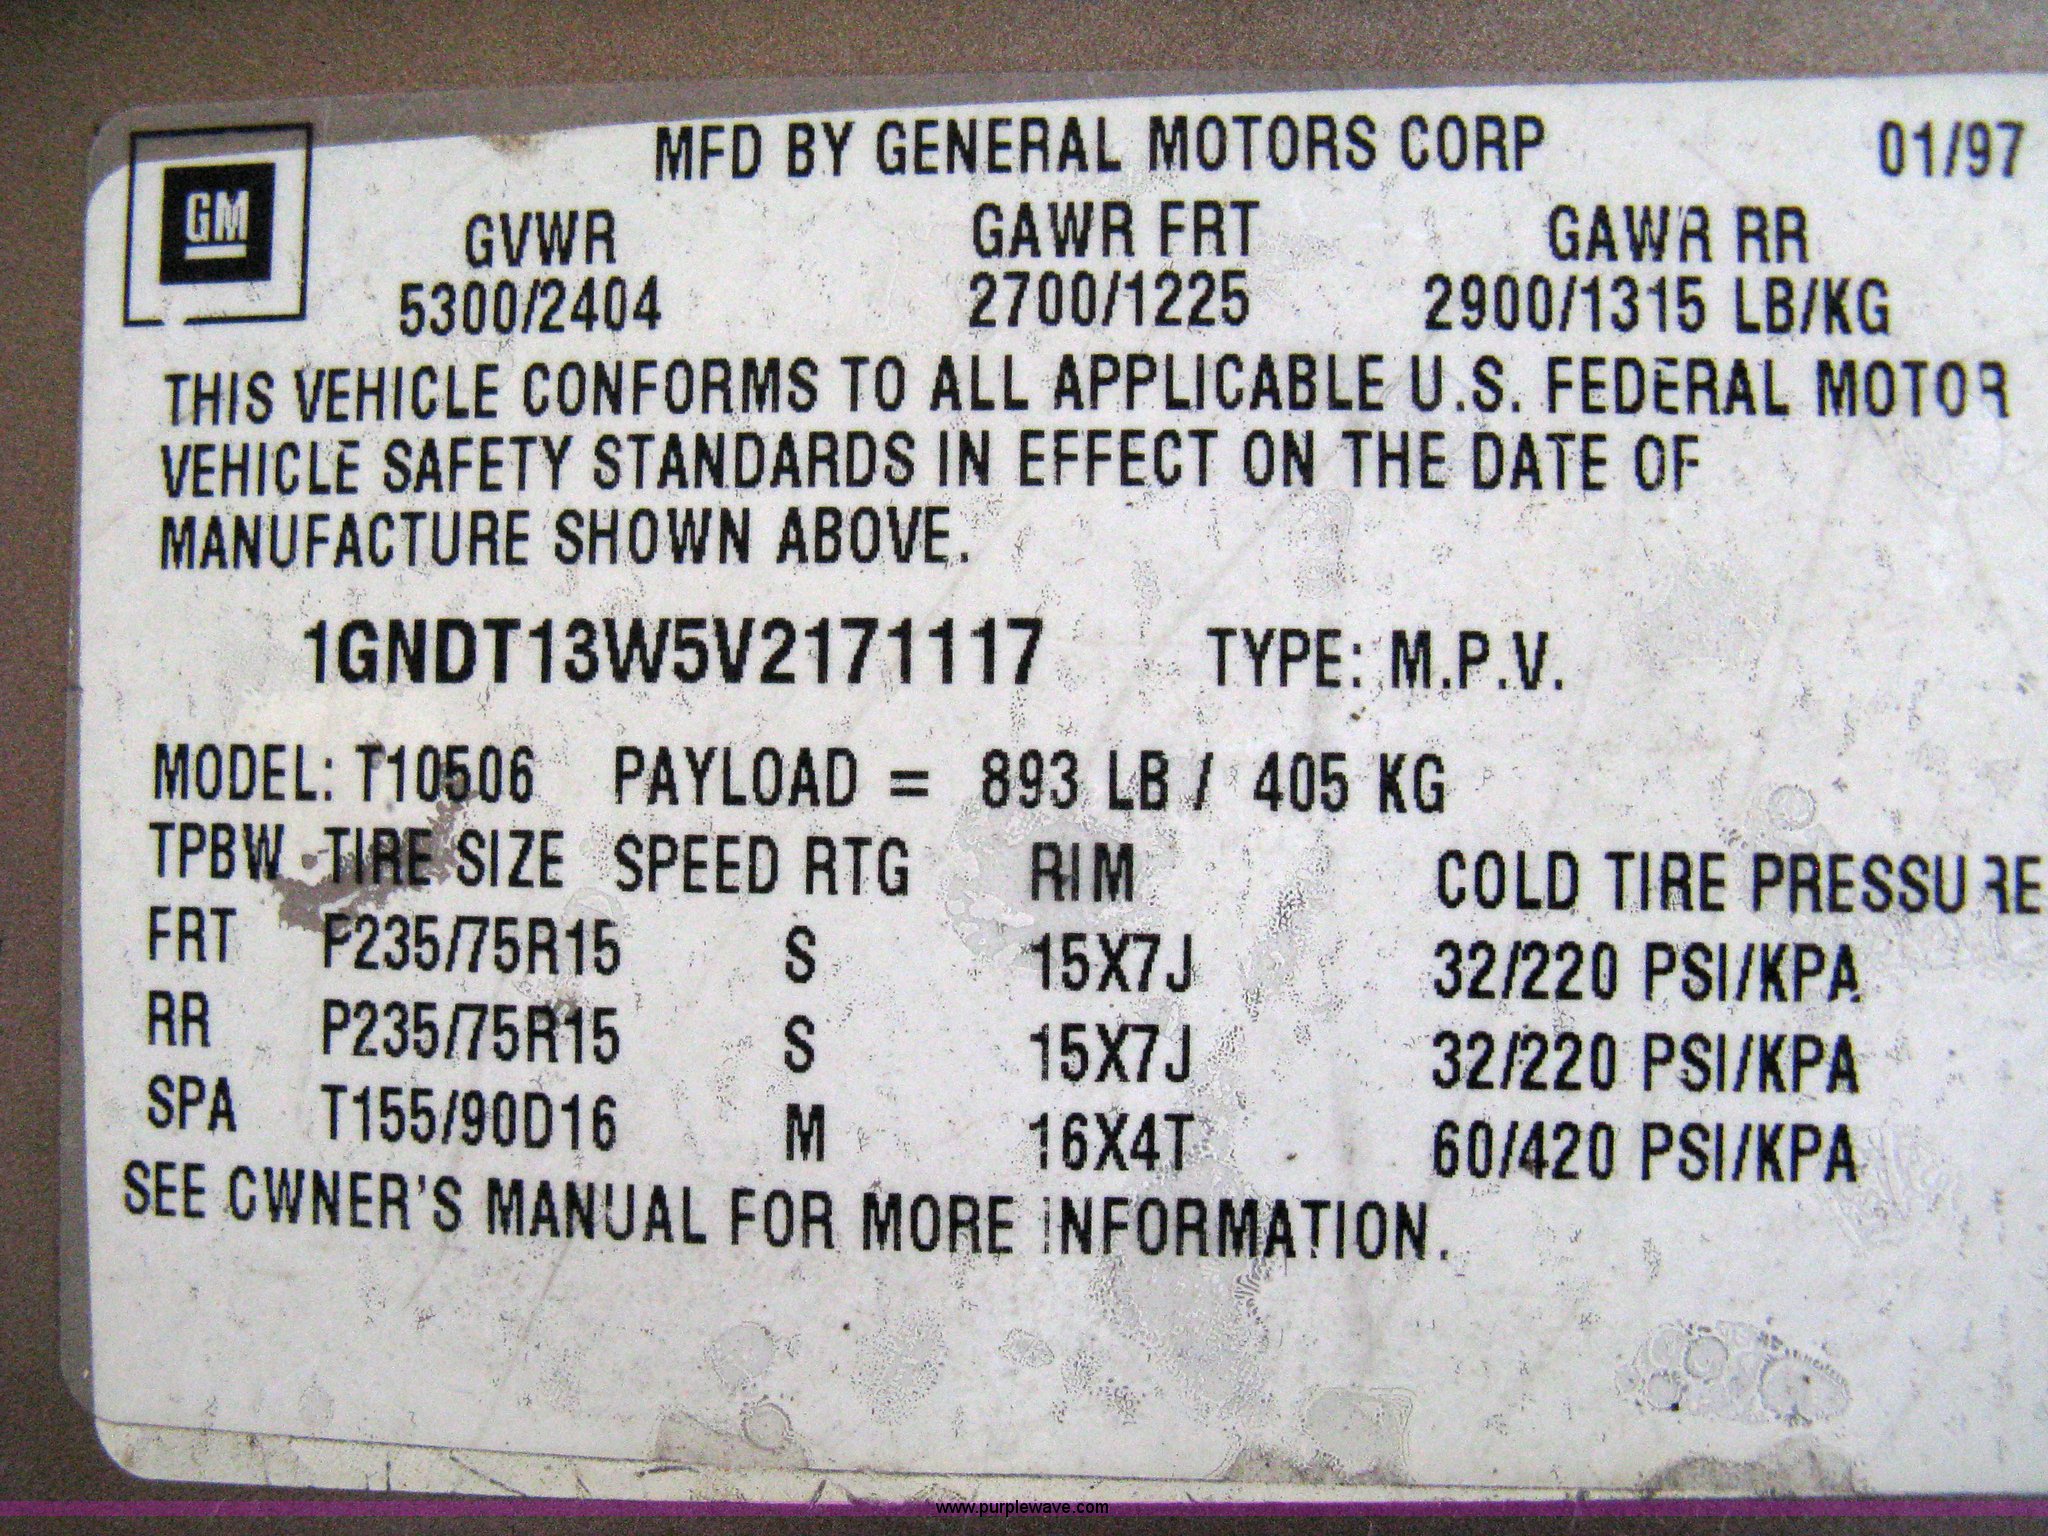 MFD BY GENERAL MOTORS CORP 01/97
GM
GVWR GAWR FRT GAWR RR
5300/2404 2700/1225 2900/1315 LB/KG
THIS VEHICLE CONFORMS TO ALL APPLICABLE U.S. FEDERAL MOTOR
VEHICLE SAFETY STANDARDS IN EFFECT ON THE DATE OF
MANUFACTURE SHOWN ABOVE.
1GNDT13W5V2171117 TYPE: M.P.V.
MODEL: T10506 PAYLOAD = 893 LB / 405 KG
TPBW TIRE SIZE SPEED RTG RIM COLD TIRE PRESSURE
FRT P235/75R15 S 15X7J 32/220 PSI/KPA
RR P235/75R15 S 15X7J 32/220 PSI/KPA
SPA T155/90D16 M 16X4T 60/420 PSI/KPA
SEE OWNER'S MANUAL FOR MORE INFORMATION.
www.purplewave.com